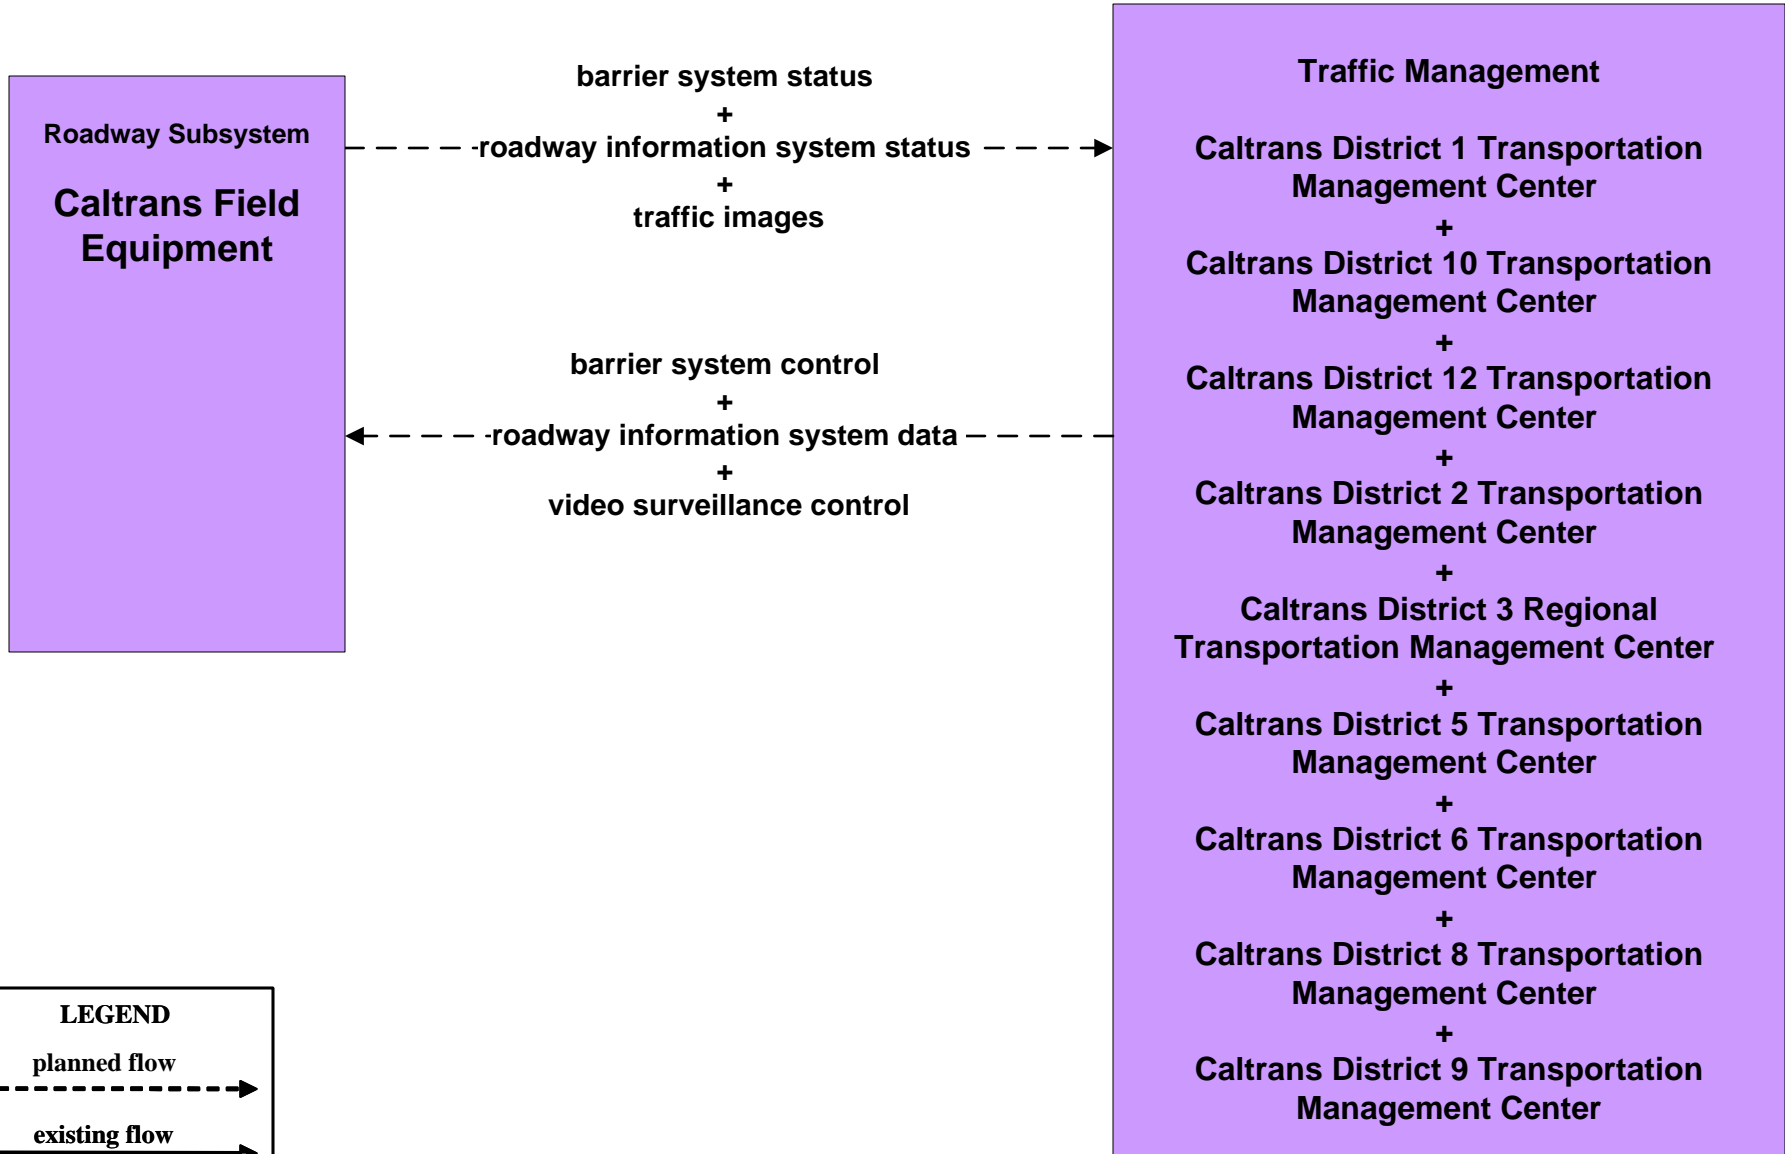 Roadway Subsystem
Caltrans Field
Equipment
barrier system status
+
roadway information system status
+
traffic images
barrier system control
+
roadway information system data
+
video surveillance control
Traffic Management
Caltrans District 1 Transportation
Management Center
+
Caltrans District 10 Transportation
Management Center
+
Caltrans District 12 Transportation
Management Center
+
Caltrans District 2 Transportation
Management Center
+
Caltrans District 3 Regional
Transportation Management Center
+
Caltrans District 5 Transportation
Management Center
+
Caltrans District 6 Transportation
Management Center
+
Caltrans District 8 Transportation
Management Center
+
Caltrans District 9 Transportation
Management Center
LEGEND
planned flow
existing flow